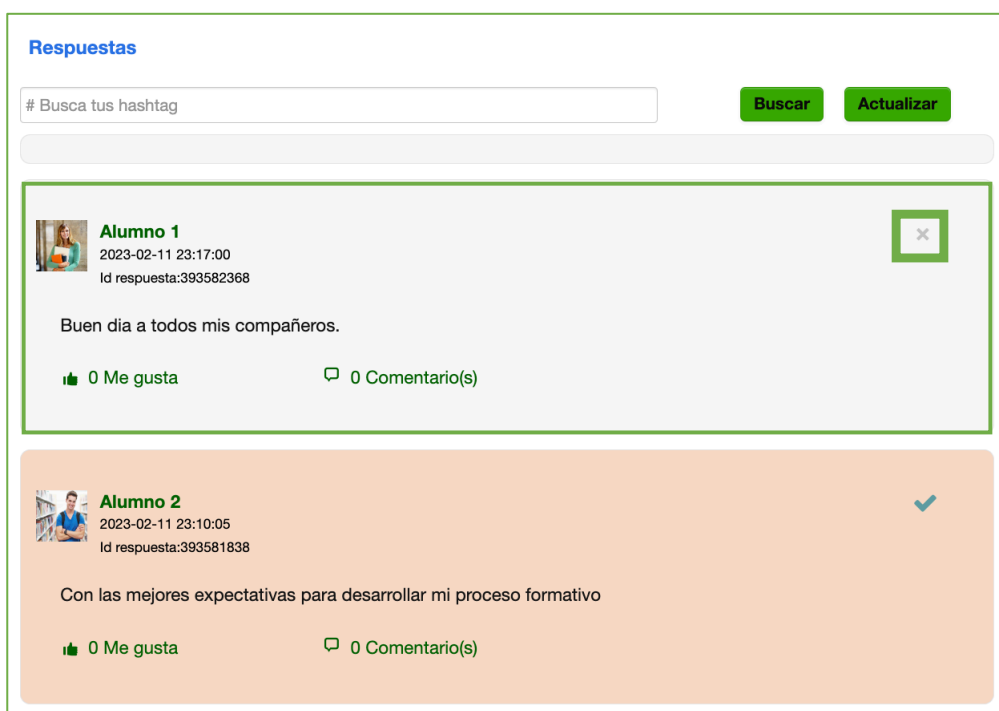 Respuestas
# Busca tus hashtag
Buscar
Actualizar
Alumno 1
2023-02-11 23:17:00
Id respuesta:393582368
Buen dia a todos mis compañeros.
0 Me gusta
0 Comentario(s)
Alumno 2
2023-02-11 23:10:05
Id respuesta:393581838
Con las mejores expectativas para desarrollar mi proceso formativo
0 Me gusta
0 Comentario(s)